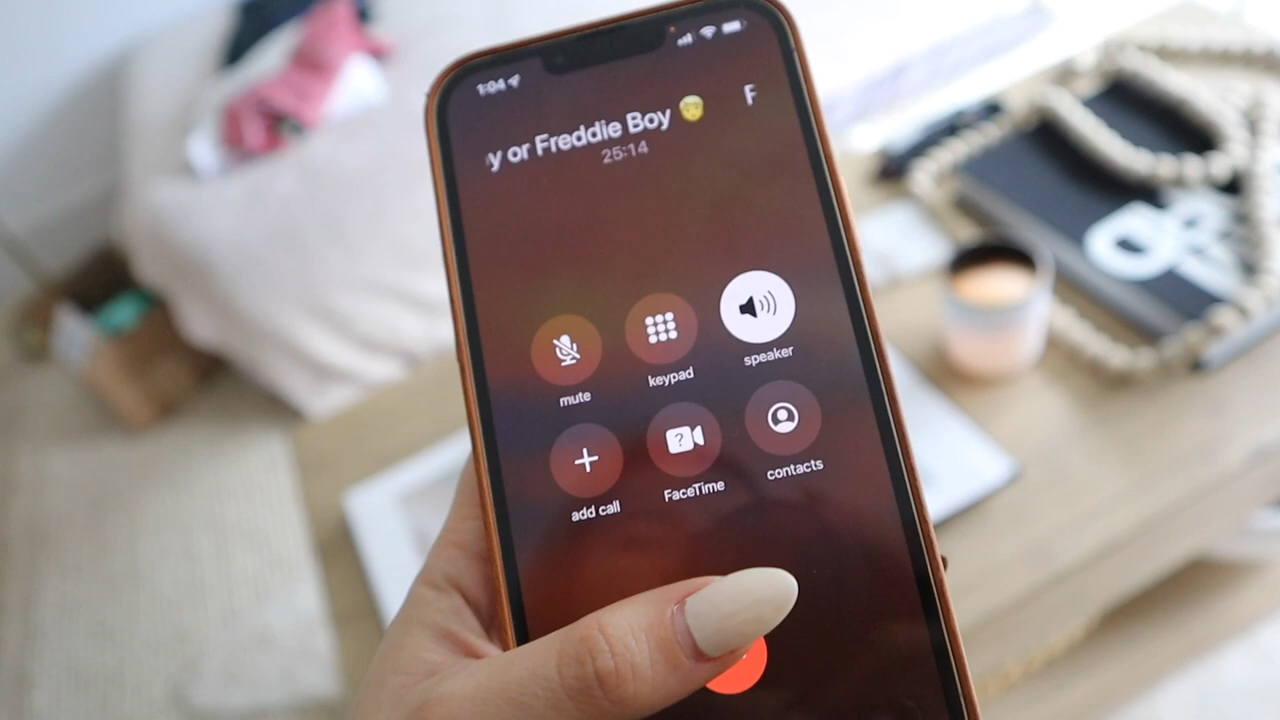 1:04
y or Freddie Boy 👦 F
25:14
mute
keypad
speaker
add call
FaceTime
contacts